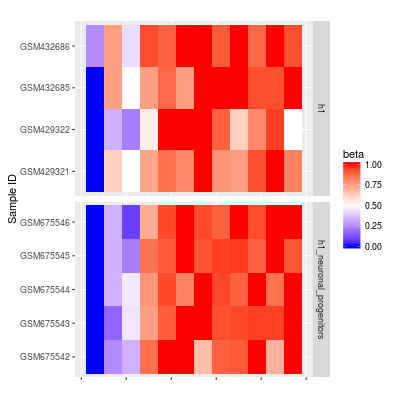 GSM432686
GSM432685
GSM429322
GSM429321
h1
GSM675546
GSM675545
GSM675544
GSM675543
GSM675542
h1_neuronal_progenitors
Sample ID
beta
1.00
0.75
0.50
0.25
0.00